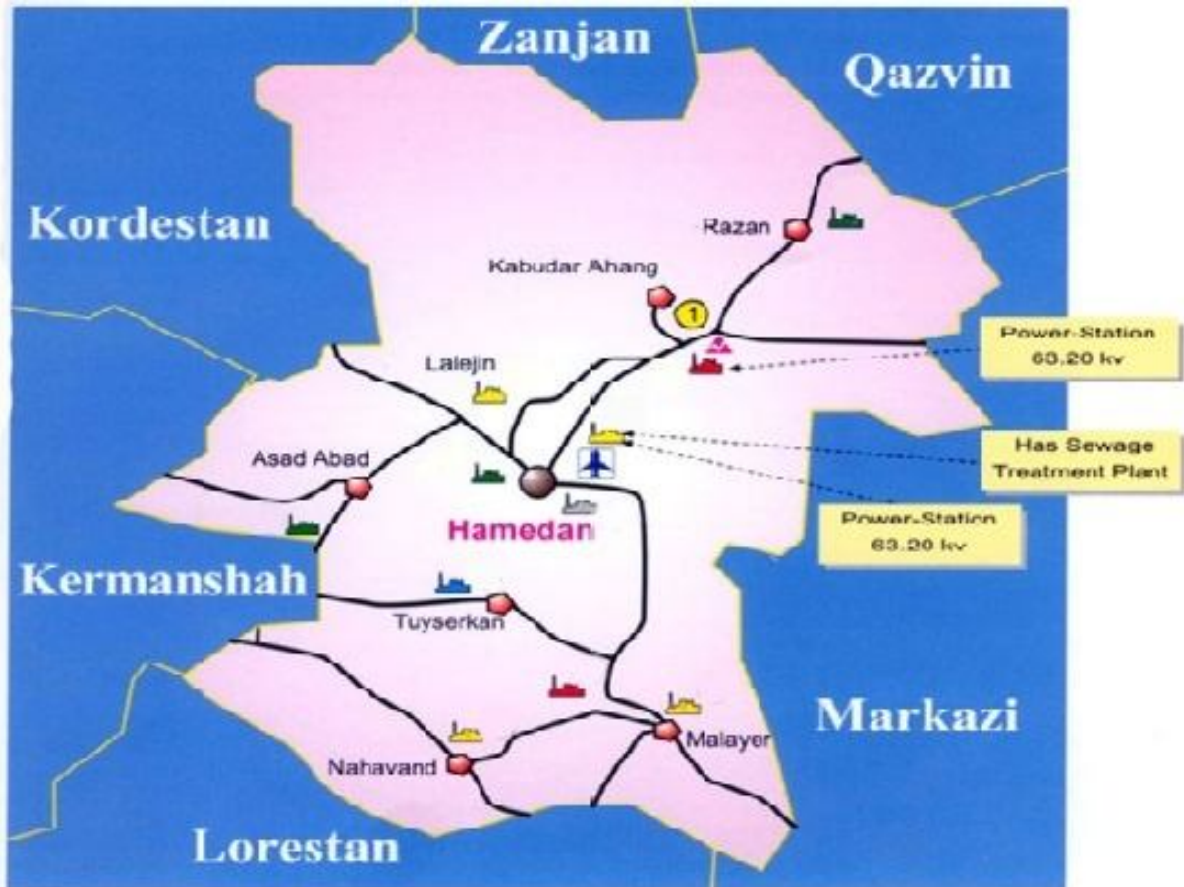 Zanjan
Qazvin
Kordestan
Razan
Kabudar Ahang
1
Power-Station
63.20 kv
Lalejin
Has Sewage
Treatment Plant
Asad Abad
Power-Station
63.20 kv
Hamedan
Kermanshah
Tuyserkan
Markazi
Malayer
Nahavand
Lorestan